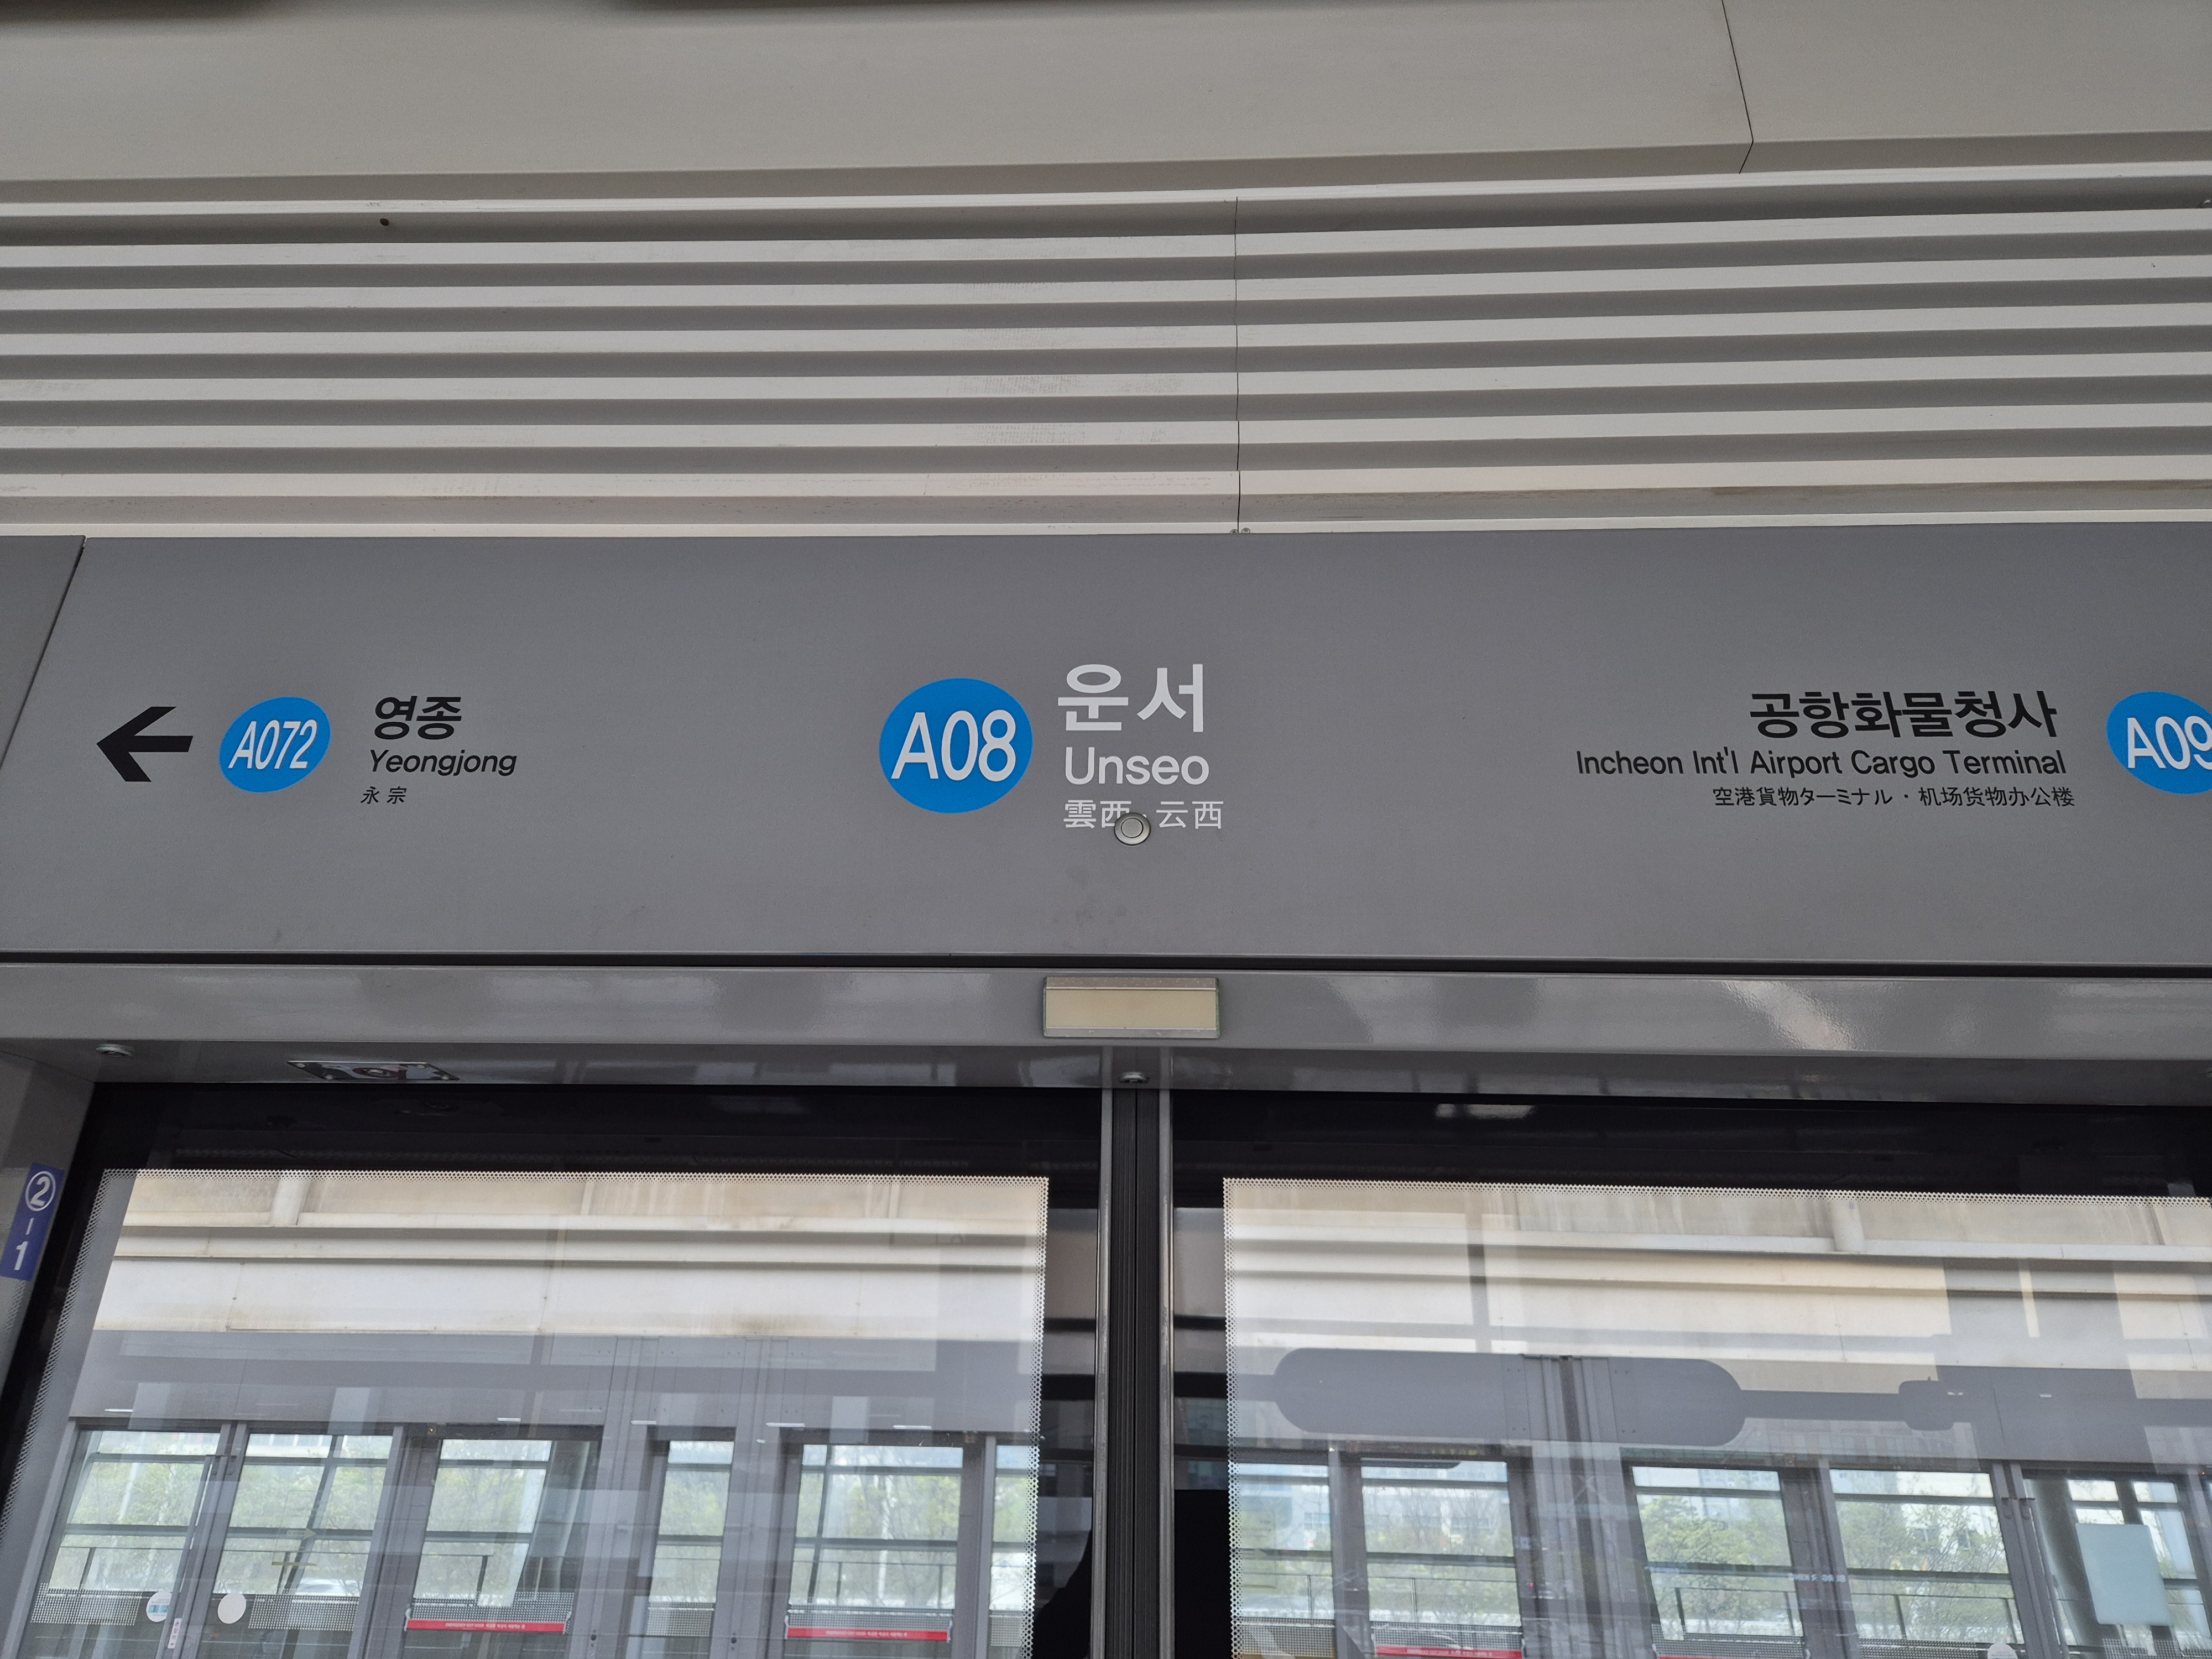 A072
영종
Yeongjong
永宗
A08
운서
Unseo
雲西 云西
공항화물청사
Incheon Int'l Airport Cargo Terminal
空港貨物ターミナル · 机场货物办公楼
A09
②-1